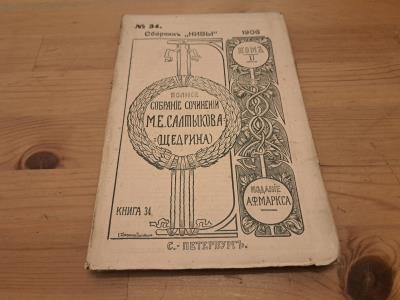 № 34.
Сборникъ „НИВЫ“ 1906
ТОМЪ
XI
ПОЛНОЕ
СОБРАНІЕ СОЧИНЕНІЙ
М.Е.САЛТЫКОВА
(ЩЕДРИНА)
ИЗДАНІЕ
А.Ф.МАРКСА
КНИГА 34.
С.-ПЕТЕРБУРГЪ.